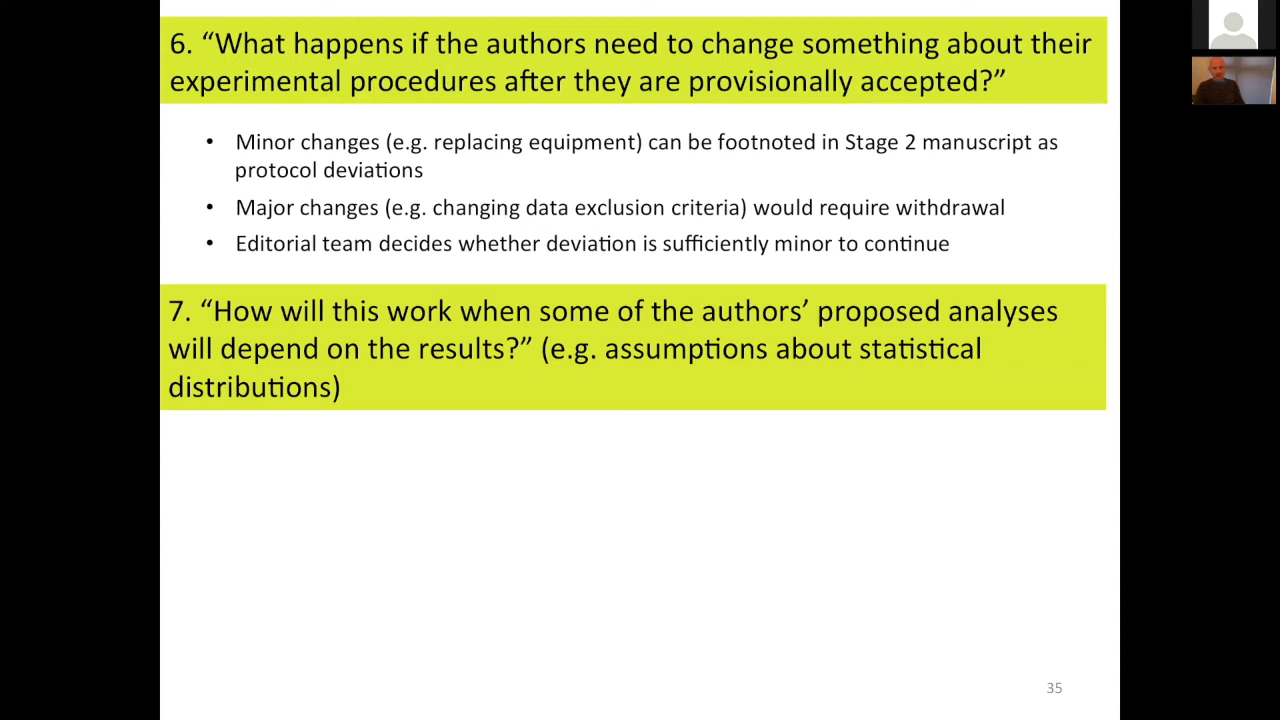 6. “What happens if the authors need to change something about their
experimental procedures after they are provisionally accepted?”
• Minor changes (e.g. replacing equipment) can be footnoted in Stage 2 manuscript as
protocol deviations
• Major changes (e.g. changing data exclusion criteria) would require withdrawal
• Editorial team decides whether deviation is sufficiently minor to continue
7. “How will this work when some of the authors’ proposed analyses
will depend on the results?” (e.g. assumptions about statistical
distributions)
35